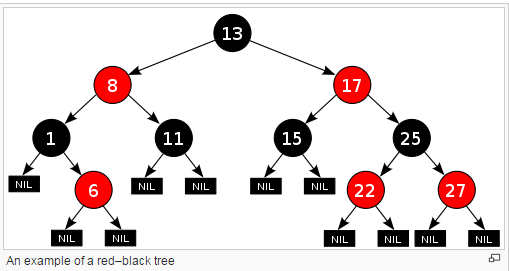 13
8 17
1 11 15 25
NIL 6 NIL NIL NIL NIL 22 27
NIL NIL NIL NIL NIL NIL
An example of a red–black tree